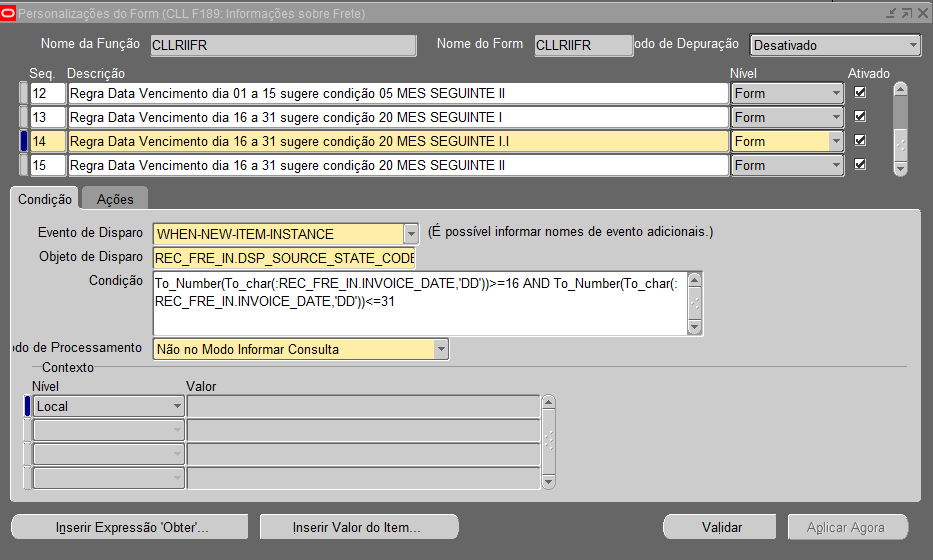 Personalizações do Form (CLL F189: Informações sobre Frete)
Nome da Função CLLRIIFR Nome do Form CLLRIIFR odo de Depuração Desativado
Seq. Descrição Nível Ativado
12 Regra Data Vencimento dia 01 a 15 sugere condição 05 MES SEGUINTE II Form
13 Regra Data Vencimento dia 16 a 31 sugere condição 20 MES SEGUINTE I Form
14 Regra Data Vencimento dia 16 a 31 sugere condição 20 MES SEGUINTE I.I Form
15 Regra Data Vencimento dia 16 a 31 sugere condição 20 MES SEGUINTE II Form
Condição Ações
Evento de Disparo WHEN-NEW-ITEM-INSTANCE (É possível informar nomes de evento adicionais.)
Objeto de Disparo REC_FRE_IN.DSP_SOURCE_STATE_CODE
Condição To_Number(To_char(:REC_FRE_IN.INVOICE_DATE,'DD'))>=16 AND To_Number(To_char(:
REC_FRE_IN.INVOICE_DATE,'DD'))<=31
odo de Processamento Não no Modo Informar Consulta
Contexto
Nível Valor
Local
Inserir Expressão 'Obter'... Inserir Valor do Item... Validar Aplicar Agora